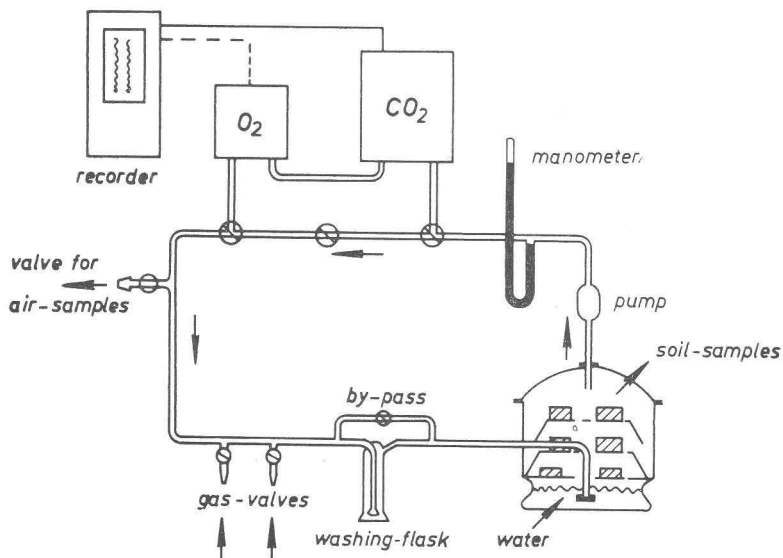 O2
CO2
recorder
manometer
valve for
air-samples
pump
soil-samples
by-pass
gas-valves
washing-flask
water